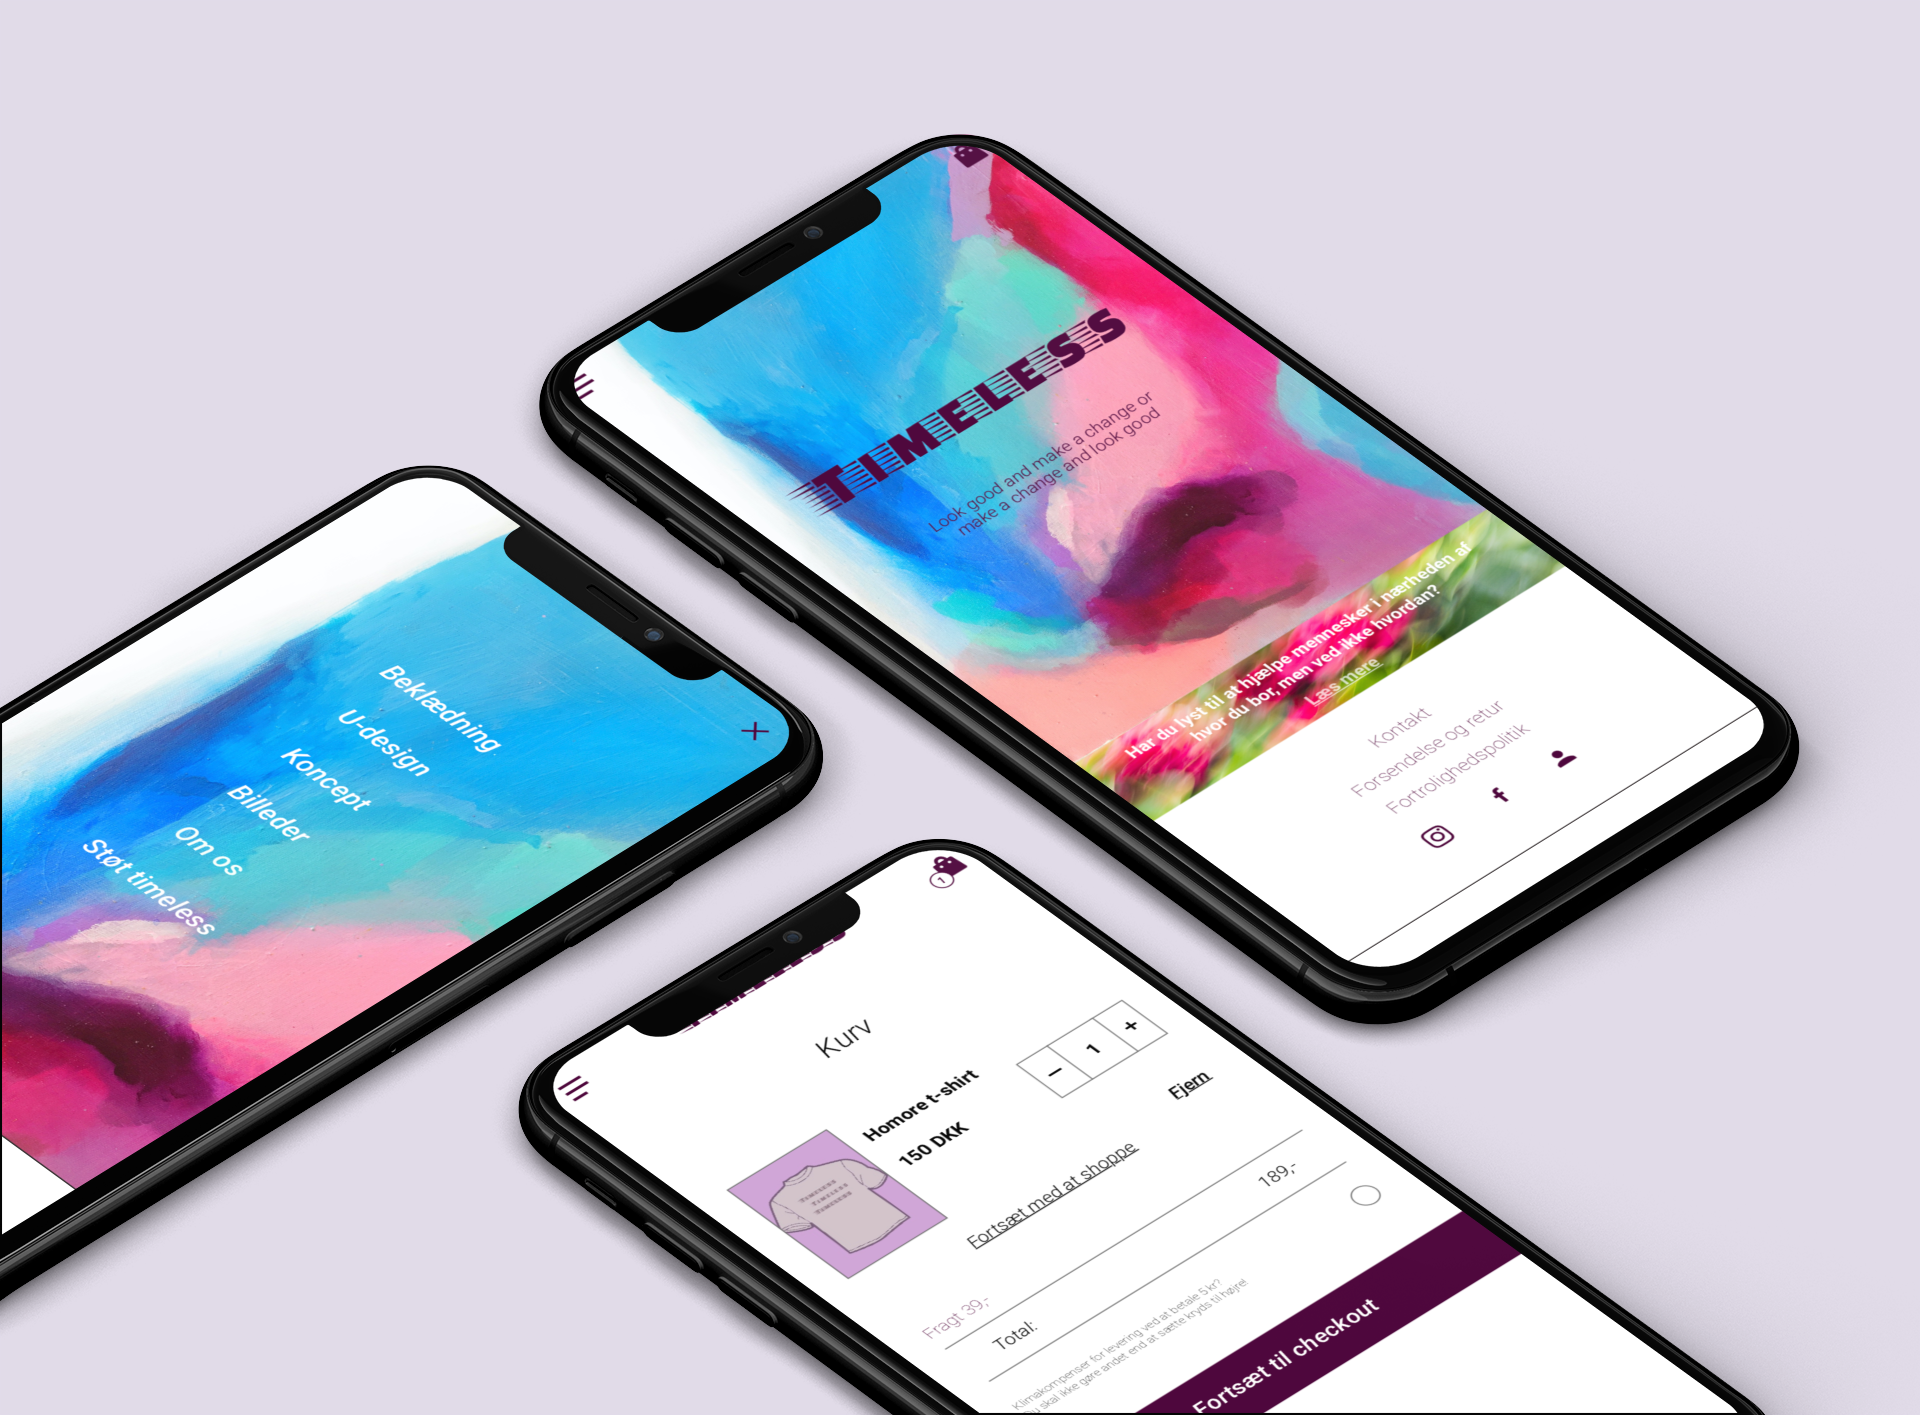 TIMELESS
Look good and make a change or
make a change and look good
Har du lyst til at hjælpe mennesker i nærheden af
hvor du bor, men ved ikke hvordan?
Læs mere
Kontakt
Forsendelse og retur
Fortrolighedspolitik
Beklædning
U-design
Koncept
Billeder
Om os
Støt timeless
1
Kurv
Homore t-shirt
150 DKK
− 1 +
Ejern
TIMELESS
TIMELESS
TIMELESS
Fortsæt med at shoppe
Fragt 39,-
Total: 189,-
Klimakompenser for levering ved at betale 5 kr?
Du skal ikke gøre andet end at sætte kryds til højre!
Fortsæt til checkout